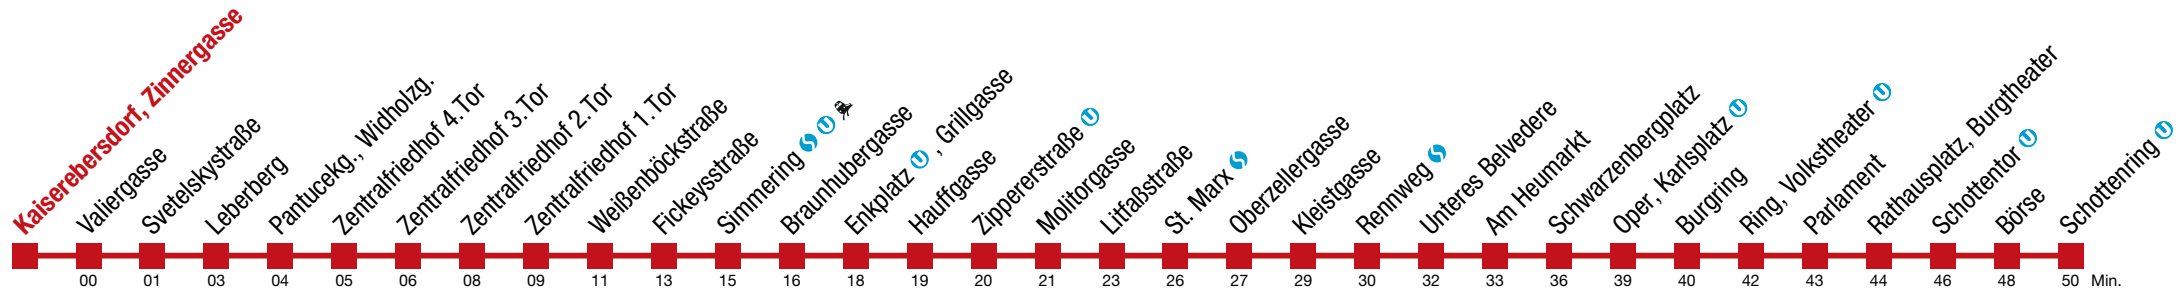 Kaiserebersdorf, Zinnergasse
Valiergasse
Svetelskystraße
Leberberg
Pantucekg., Widholzg.
Zentralfriedhof 4.Tor
Zentralfriedhof 3.Tor
Zentralfriedhof 2.Tor
Zentralfriedhof 1.Tor
Weißenböckstraße
Fickeysstraße
Simmering S U
Braunhubergasse
Enkplatz U , Grillgasse
Hauffgasse
Zippererstraße U
Molitorgasse
Litfaßstraße
St. Marx S
Oberzellergasse
Kleistgasse
Rennweg S
Unteres Belvedere
Am Heumarkt
Schwarzenbergplatz
Oper, Karlsplatz U
Burgring
Ring, Volkstheater U
Parlament
Rathausplatz, Burgtheater
Schottentor U
Börse
Schottenring U
00 01 03 04 05 06 08 09 11 13 15 16 18 19 20 21 23 26 27 29 30 32 33 36 39 40 42 43 44 46 48 50 Min.